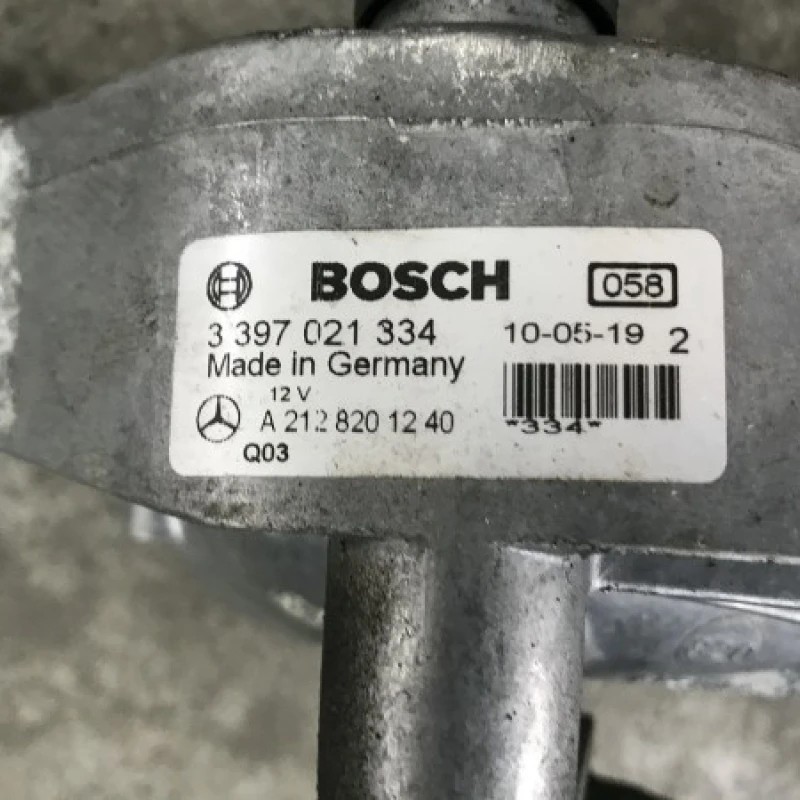 BOSCH 058
3 397 021 334 10-05-19 2
Made in Germany
12 V
A 212 820 12 40 *334*
Q03